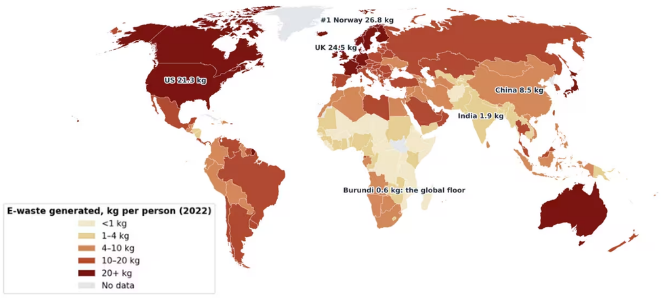 #1 Norway 26.8 kg
UK 24.5 kg
US 21.3 kg
China 8.5 kg
India 1.9 kg
Burundi 0.6 kg: the global floor
E-waste generated, kg per person (2022)
<1 kg
1–4 kg
4–10 kg
10–20 kg
20+ kg
No data